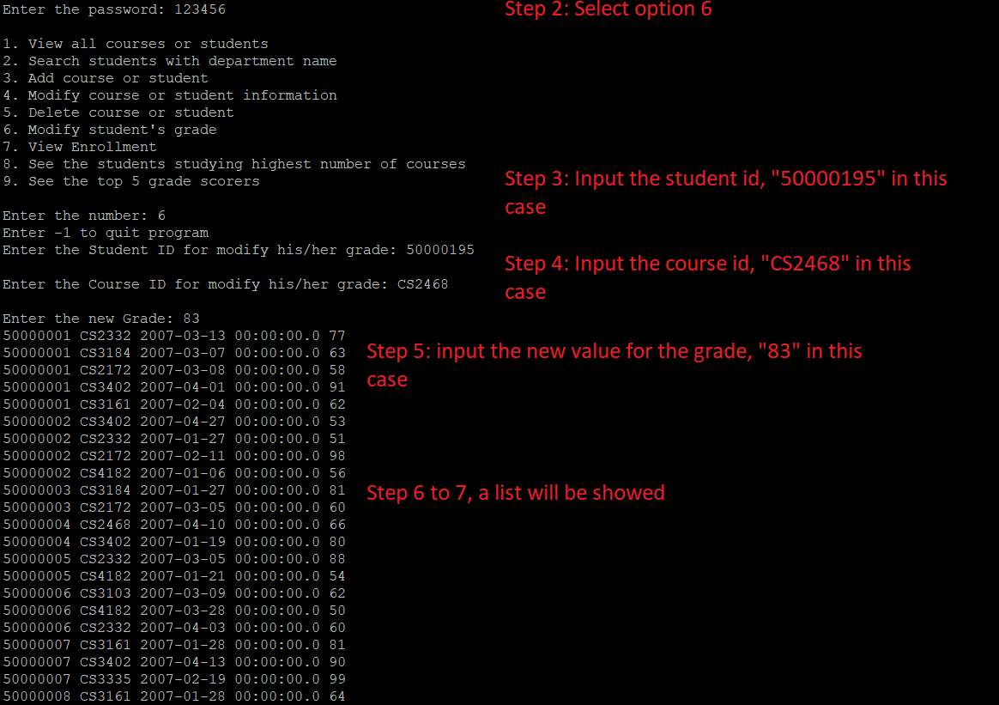 Enter the password: 123456
Step 2: Select option 6
1. View all courses or students
2. Search students with department name
3. Add course or student
4. Modify course or student information
5. Delete course or student
6. Modify student's grade
7. View Enrollment
8. See the students studying highest number of courses
9. See the top 5 grade scorers
Step 3: Input the student id, "50000195" in this
case
Enter the number: 6
Enter -1 to quit program
Enter the Student ID for modify his/her grade: 50000195
Step 4: Input the course id, "CS2468" in this
case
Enter the Course ID for modify his/her grade: CS2468
Enter the new Grade: 83
Step 5: input the new value for the grade, "83" in this
case
50000001 CS2332 2007-03-13 00:00:00.0 77
50000001 CS3184 2007-03-07 00:00:00.0 63
50000001 CS2172 2007-03-08 00:00:00.0 58
50000001 CS3402 2007-04-01 00:00:00.0 91
50000001 CS3161 2007-02-04 00:00:00.0 62
50000002 CS3402 2007-04-27 00:00:00.0 53
50000002 CS2332 2007-01-27 00:00:00.0 51
50000002 CS2172 2007-02-11 00:00:00.0 98
50000002 CS4182 2007-01-06 00:00:00.0 56
50000003 CS3184 2007-01-27 00:00:00.0 81
Step 6 to 7, a list will be showed
50000003 CS2172 2007-03-05 00:00:00.0 60
50000004 CS2468 2007-04-10 00:00:00.0 66
50000004 CS3402 2007-01-19 00:00:00.0 80
50000005 CS2332 2007-03-05 00:00:00.0 88
50000005 CS4182 2007-01-21 00:00:00.0 54
50000006 CS3103 2007-03-09 00:00:00.0 62
50000006 CS4182 2007-03-28 00:00:00.0 50
50000006 CS2332 2007-04-03 00:00:00.0 60
50000007 CS3161 2007-01-28 00:00:00.0 81
50000007 CS3402 2007-04-13 00:00:00.0 90
50000007 CS3335 2007-02-19 00:00:00.0 99
50000008 CS3161 2007-01-28 00:00:00.0 64